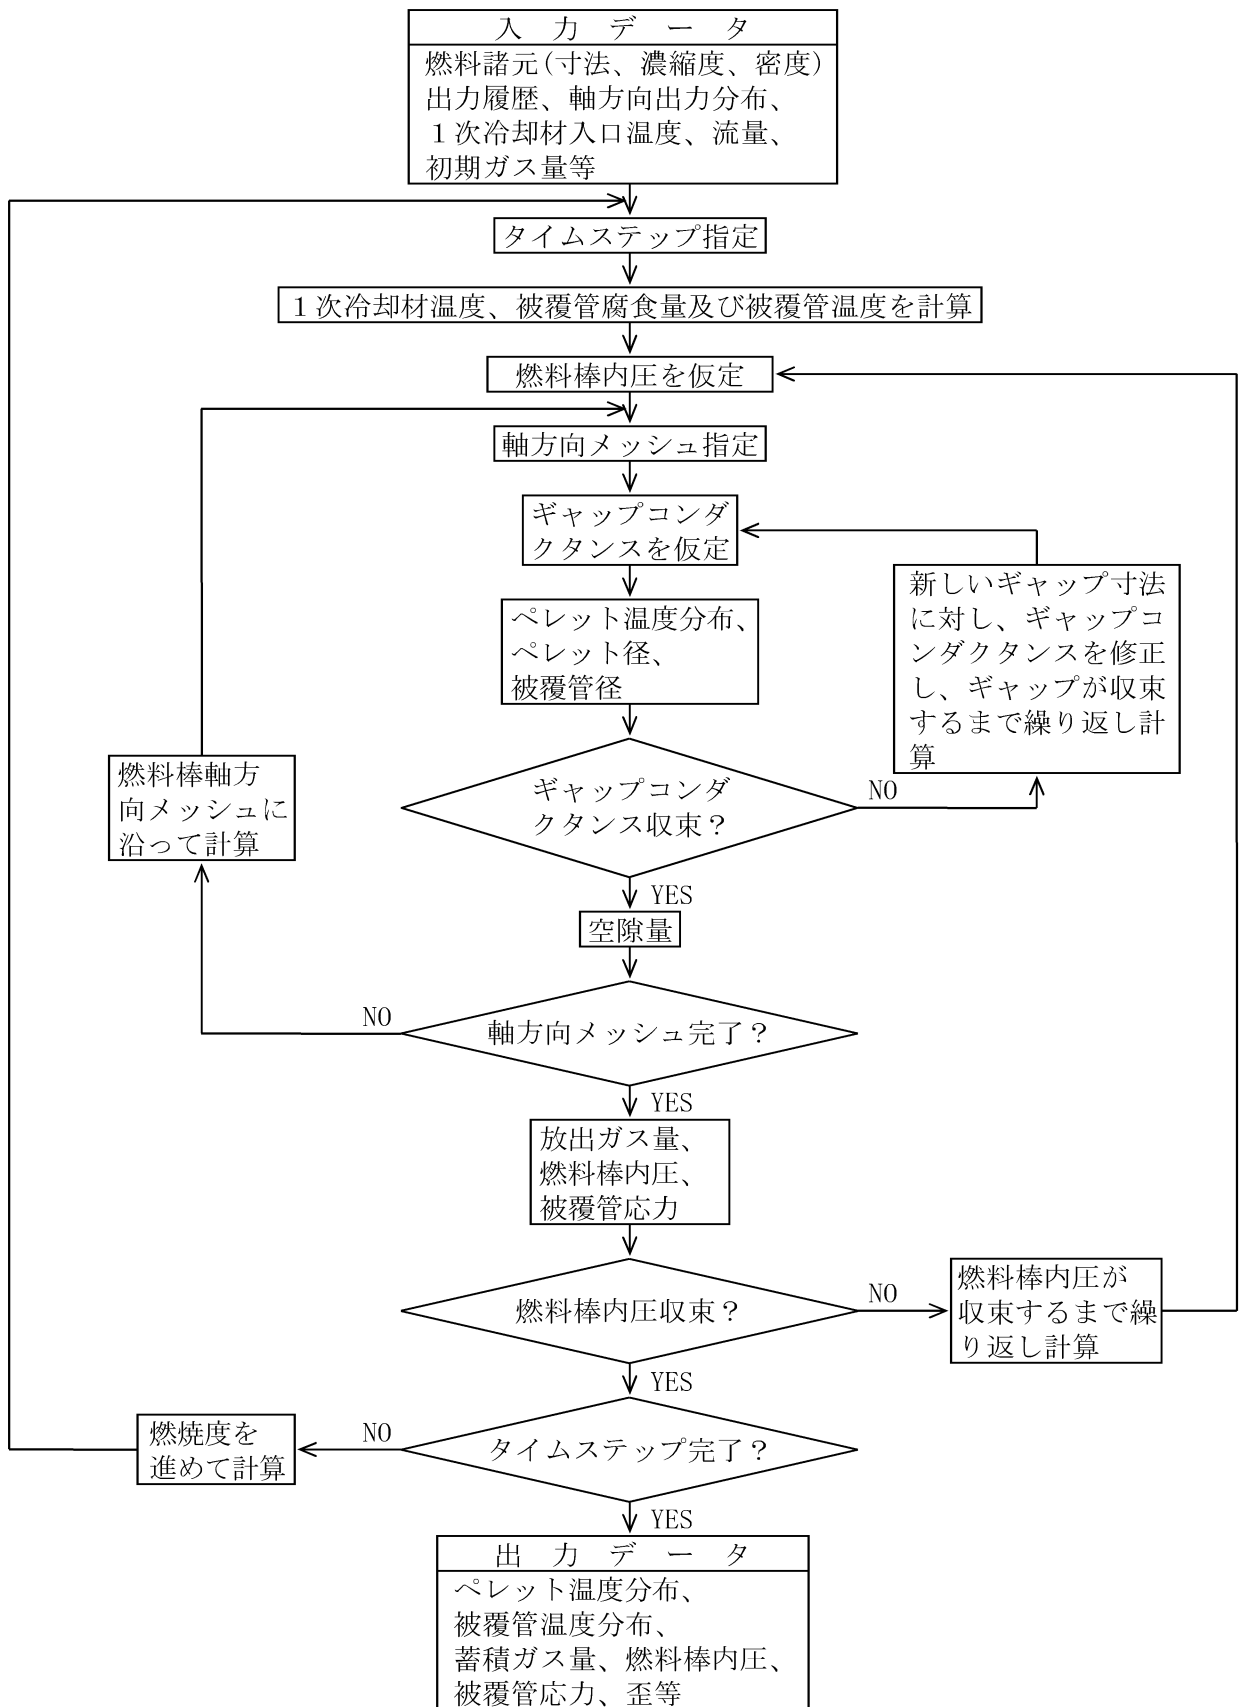 入　力　デ　ー　タ
燃料諸元(寸法、濃縮度、密度)
出力履歴、軸方向出力分布、
１次冷却材入口温度、流量、
初期ガス量等
タイムステップ指定
１次冷却材温度、被覆管腐食量及び被覆管温度を計算
燃料棒内圧を仮定
軸方向メッシュ指定
ギャップコンダ
クタンスを仮定
新しいギャップ寸法
に対し、ギャップコ
ンダクタンスを修正
し、ギャップが収束
するまで繰り返し計
算
ペレット温度分布、
ペレット径、
被覆管径
燃料棒軸方
向メッシュに
沿って計算
ギャップコンダ
クタンス収束？
NO
YES
空隙量
NO
軸方向メッシュ完了？
YES
放出ガス量、
燃料棒内圧、
被覆管応力
燃料棒内圧収束？
NO
燃料棒内圧が
収束するまで繰
り返し計算
YES
燃焼度を
進めて計算
NO
タイムステップ完了？
YES
出　力　デ　ー　タ
ペレット温度分布、
被覆管温度分布、
蓄積ガス量、燃料棒内圧、
被覆管応力、歪等